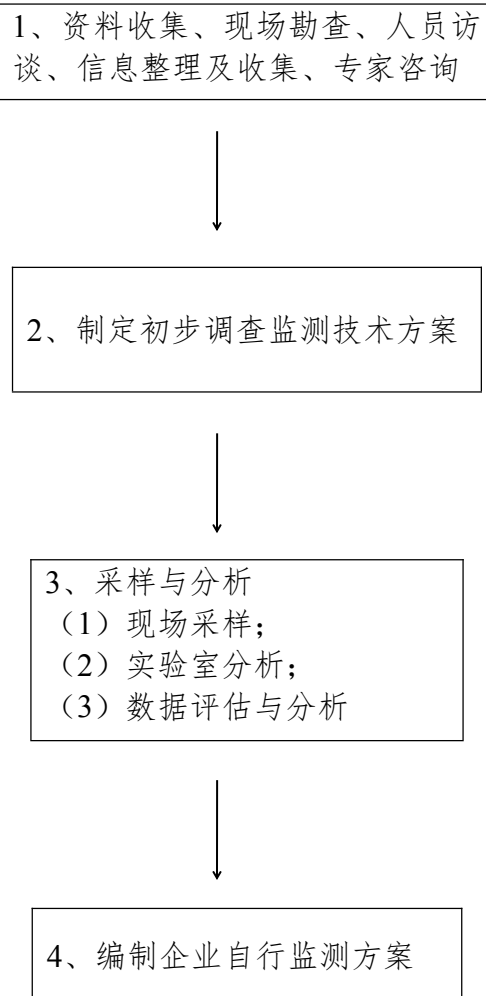 1、资料收集、现场勘查、人员访
谈、信息整理及收集、专家咨询
2、制定初步调查监测技术方案
3、采样与分析
（1）现场采样；
（2）实验室分析；
（3）数据评估与分析
4、编制企业自行监测方案